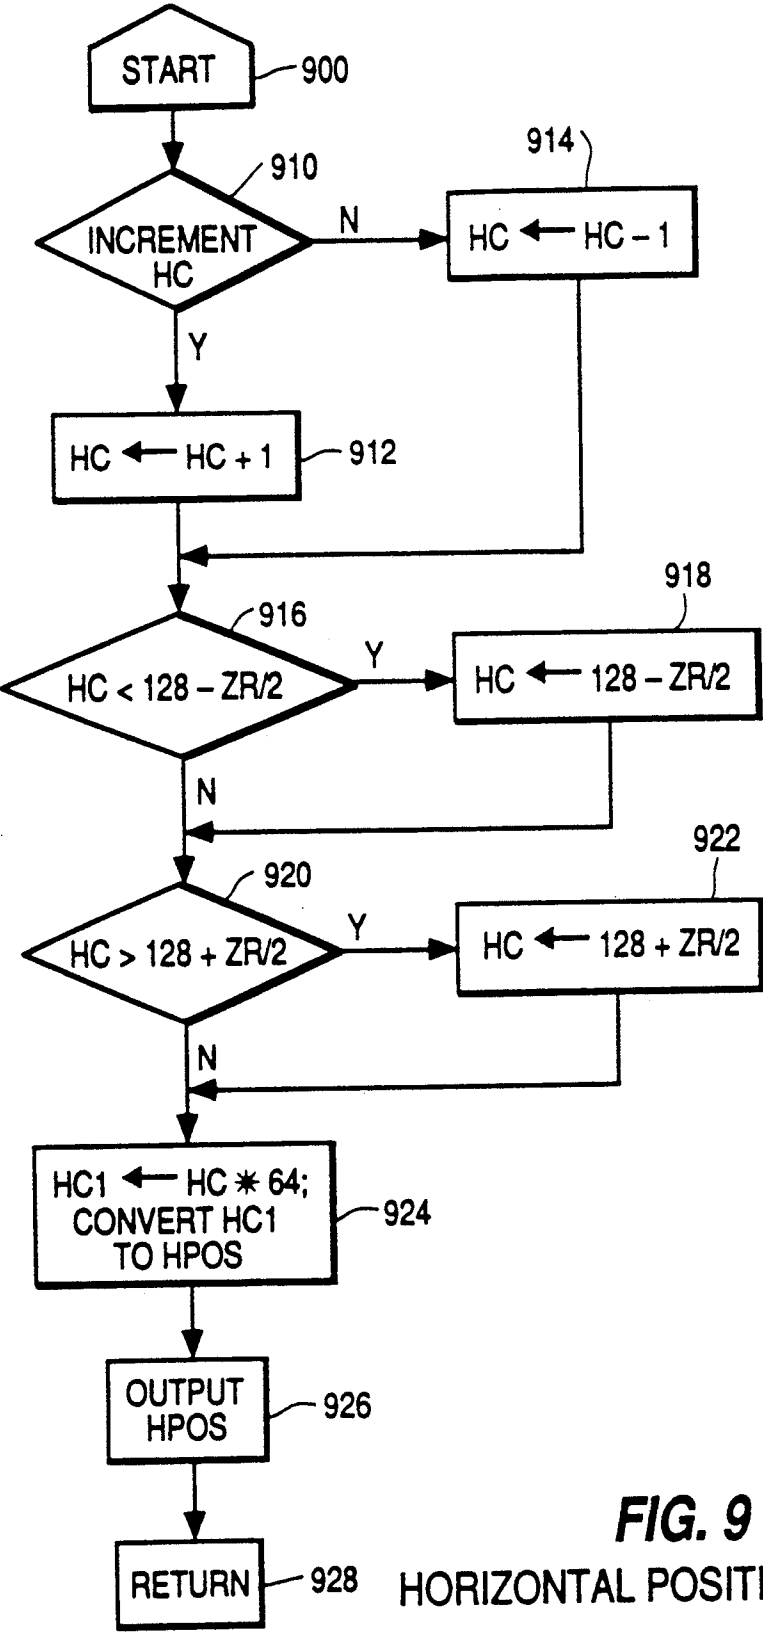 START
900
910
INCREMENT
HC
N
914
HC ← HC – 1
Y
HC ← HC + 1
912
916
HC < 128 – ZR/2
Y
918
HC ← 128 – ZR/2
N
920
HC > 128 + ZR/2
Y
922
HC ← 128 + ZR/2
N
HC1 ← HC ✳ 64;
CONVERT HC1
TO HPOS
924
OUTPUT
HPOS
926
RETURN
928
FIG. 9
HORIZONTAL POSITI